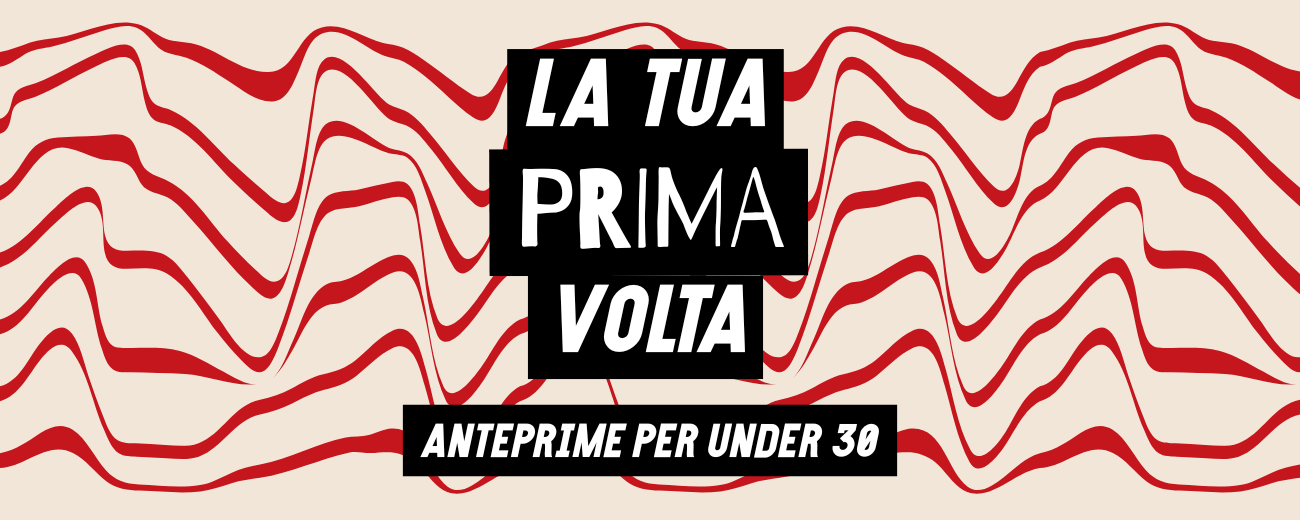 LA TUA
PRIMA
VOLTA
ANTEPRIME PER UNDER 30